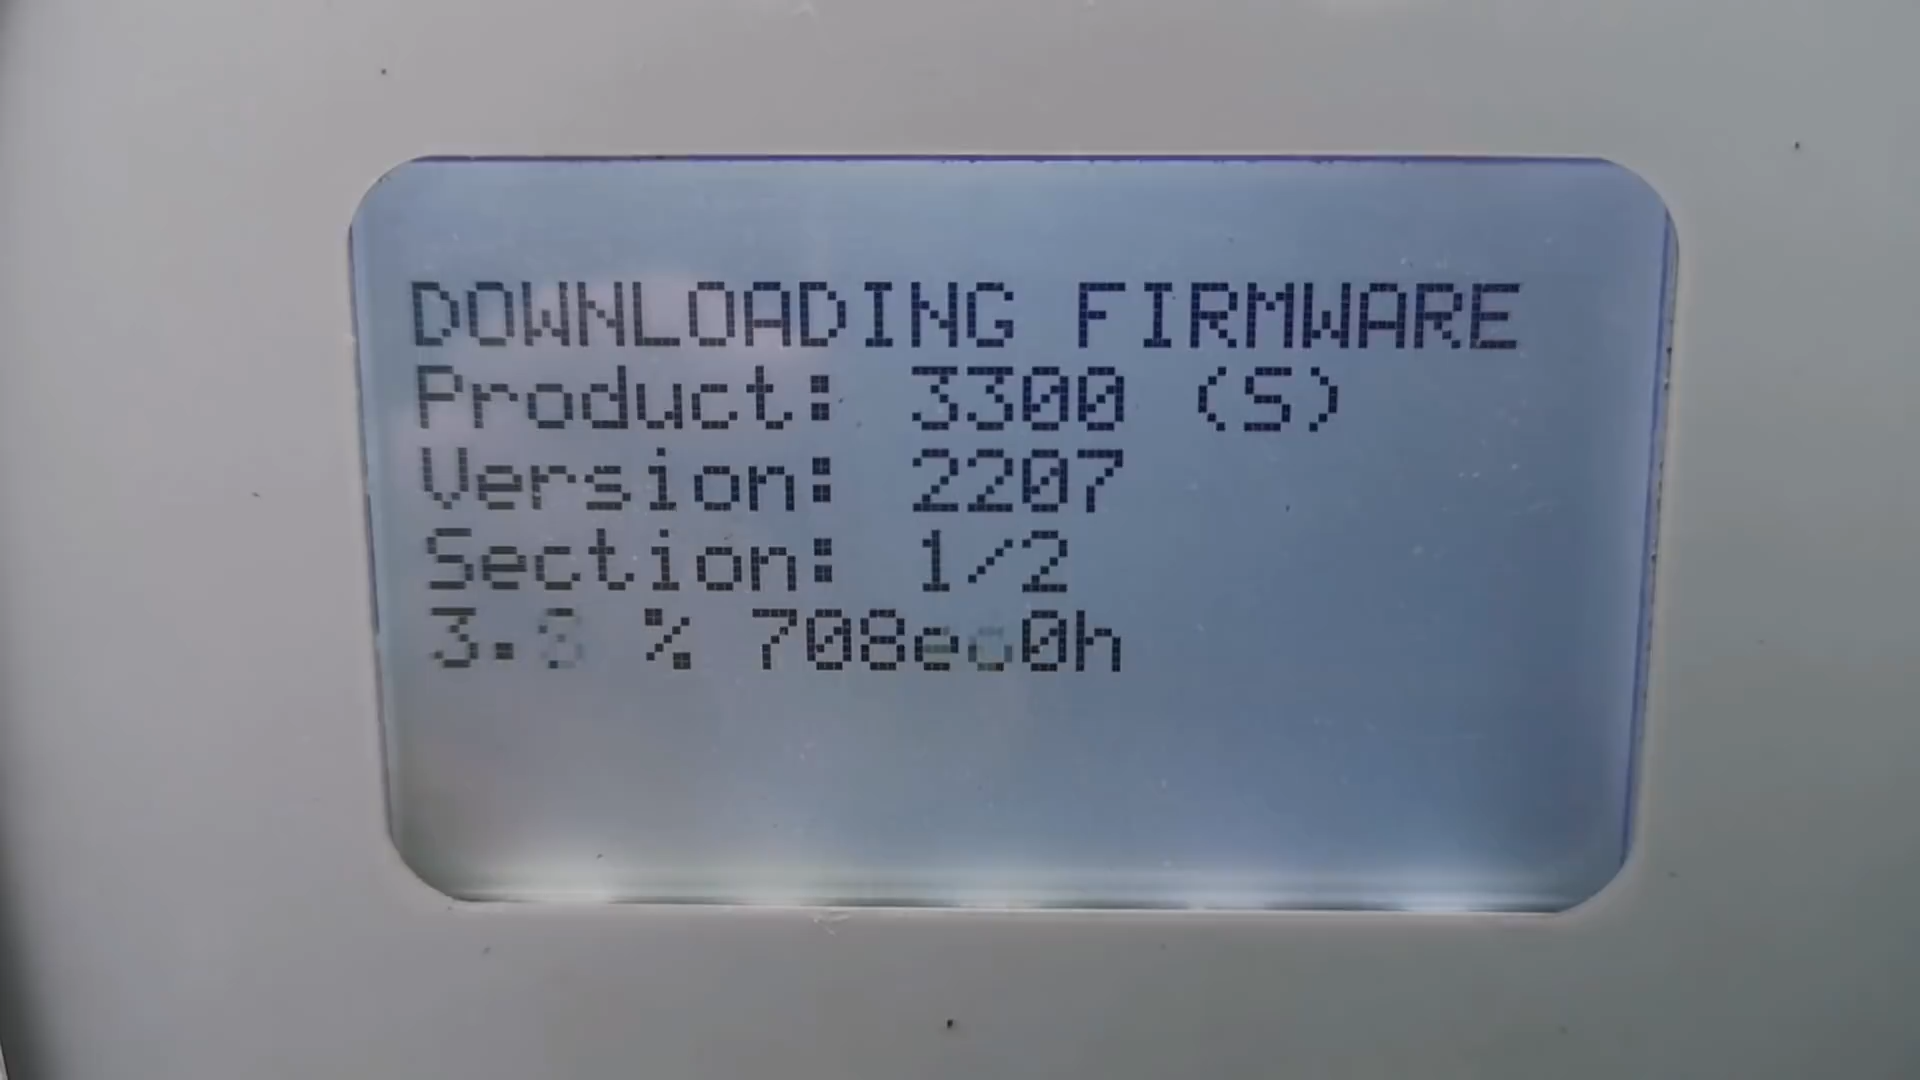 DOWNLOADING FIRMWARE
Product: 3300 (S)
Version: 2207
Section: 1/2
%